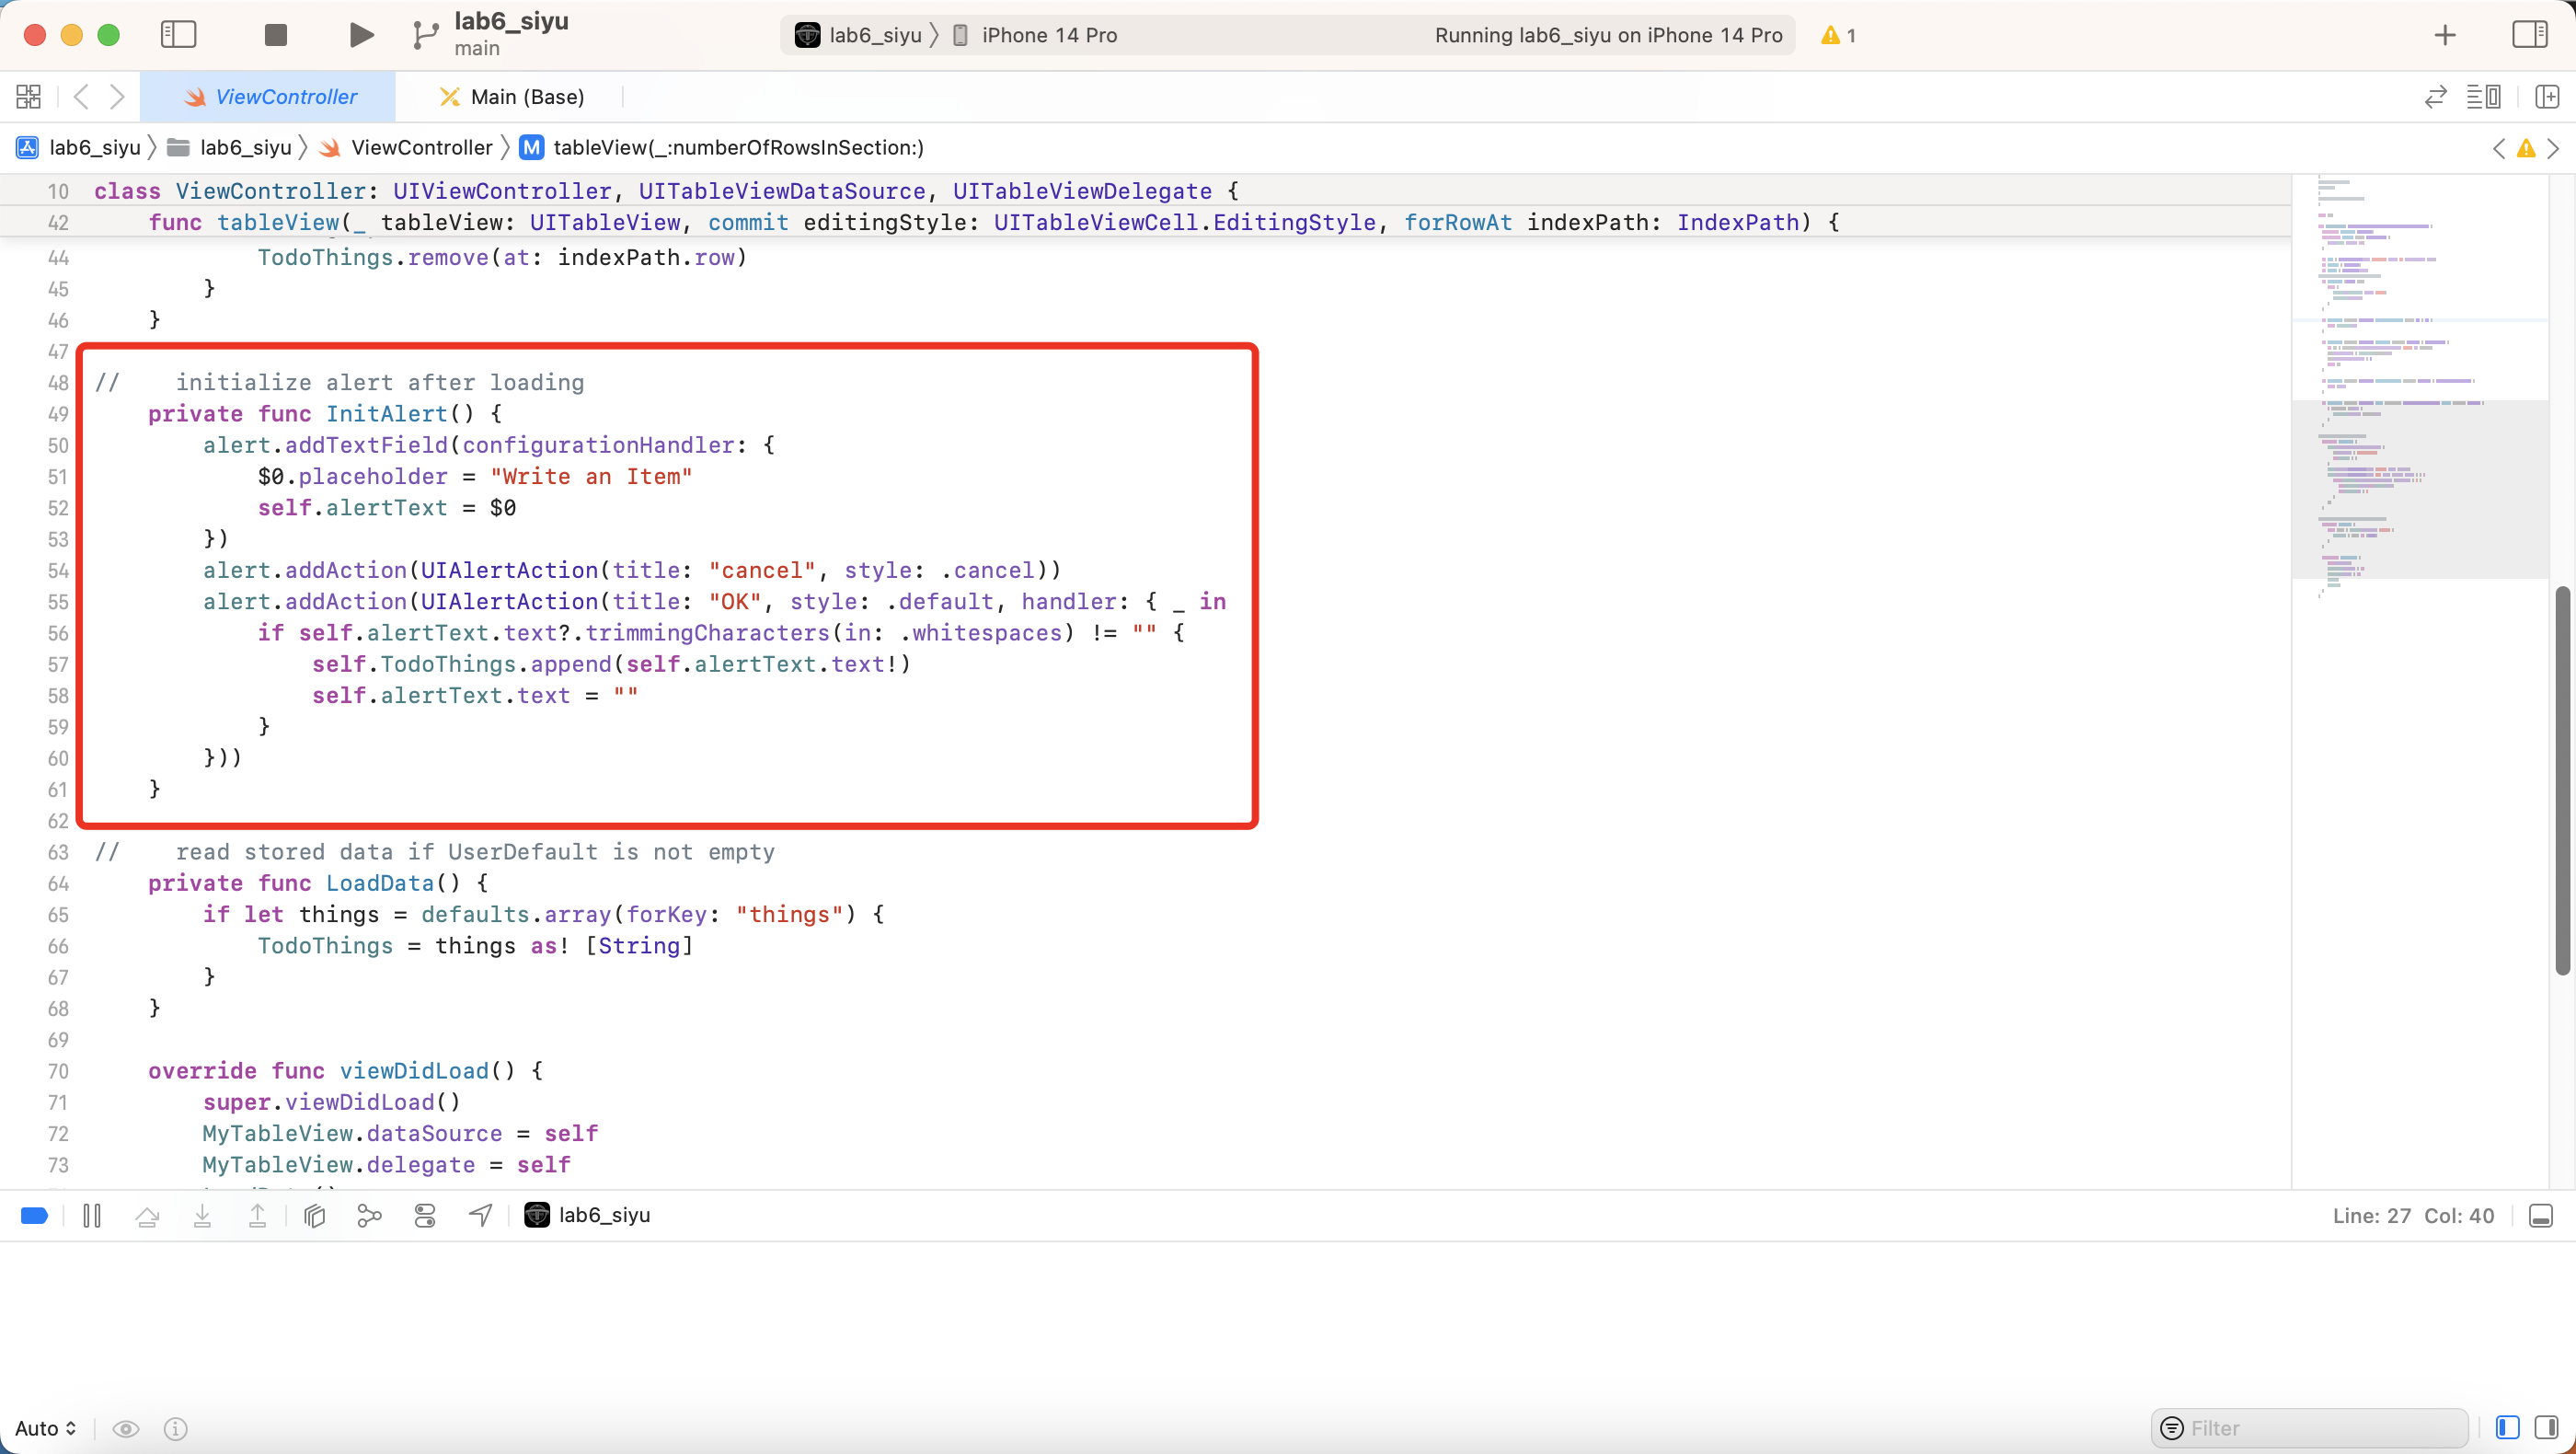 lab6_siyu
main
lab6_siyu iPhone 14 Pro Running lab6_siyu on iPhone 14 Pro 1
ViewController Main (Base)
lab6_siyu lab6_siyu ViewController M tableView(_:numberOfRowsInSection:)
10 class ViewController: UIViewController, UITableViewDataSource, UITableViewDelegate {
42 func tableView(_ tableView: UITableView, commit editingStyle: UITableViewCell.EditingStyle, forRowAt indexPath: IndexPath) {
44 TodoThings.remove(at: indexPath.row)
45 }
46 }
47
48 // initialize alert after loading
49 private func InitAlert() {
50 alert.addTextField(configurationHandler: {
51 $0.placeholder = "Write an Item"
52 self.alertText = $0
53 })
54 alert.addAction(UIAlertAction(title: "cancel", style: .cancel))
55 alert.addAction(UIAlertAction(title: "OK", style: .default, handler: { _ in
56 if self.alertText.text?.trimmingCharacters(in: .whitespaces) != "" {
57 self.TodoThings.append(self.alertText.text!)
58 self.alertText.text = ""
59 }
60 }))
61 }
62
63 // read stored data if UserDefault is not empty
64 private func LoadData() {
65 if let things = defaults.array(forKey: "things") {
66 TodoThings = things as! [String]
67 }
68 }
69
70 override func viewDidLoad() {
71 super.viewDidLoad()
72 MyTableView.dataSource = self
73 MyTableView.delegate = self
lab6_siyu Line: 27 Col: 40
Auto Filter